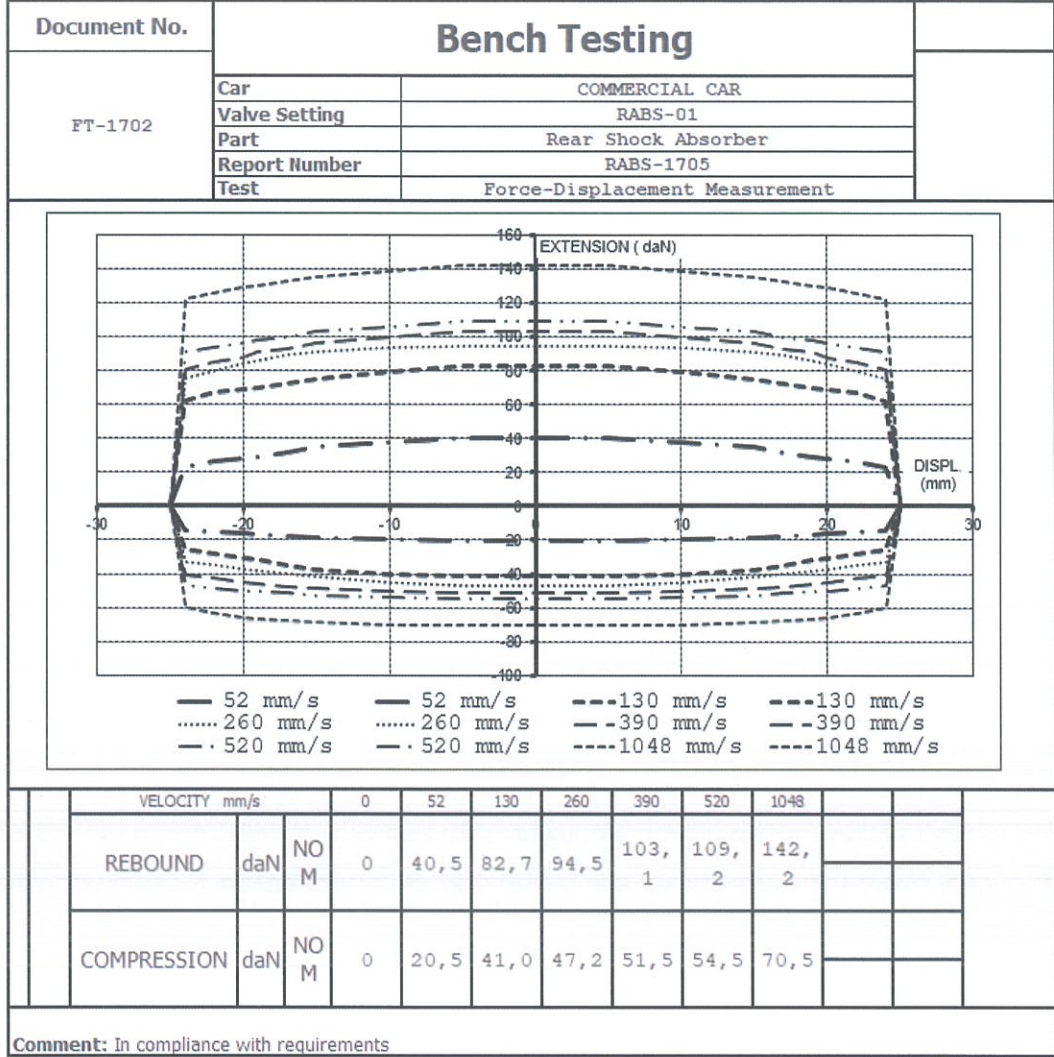 Document No.
Bench Testing
FT-1702
Car COMMERCIAL CAR
Valve Setting RABS-01
Part Rear Shock Absorber
Report Number RABS-1705
Test Force-Displacement Measurement
160
EXTENSION ( daN)
140
120
100
80
60
40
20
DISPL.
(mm)
0
-30 -20 -10 0 10 20 30
-20
-40
-60
-80
-100
52 mm/s 52 mm/s 130 mm/s 130 mm/s
260 mm/s 260 mm/s 390 mm/s 390 mm/s
520 mm/s 520 mm/s 1048 mm/s 1048 mm/s
VELOCITY mm/s 0 52 130 260 390 520 1048
REBOUND daN NO
M 0 40,5 82,7 94,5 103,
1 109,
2 142,
2
COMPRESSION daN NO
M 0 20,5 41,0 47,2 51,5 54,5 70,5
Comment: In compliance with requirements